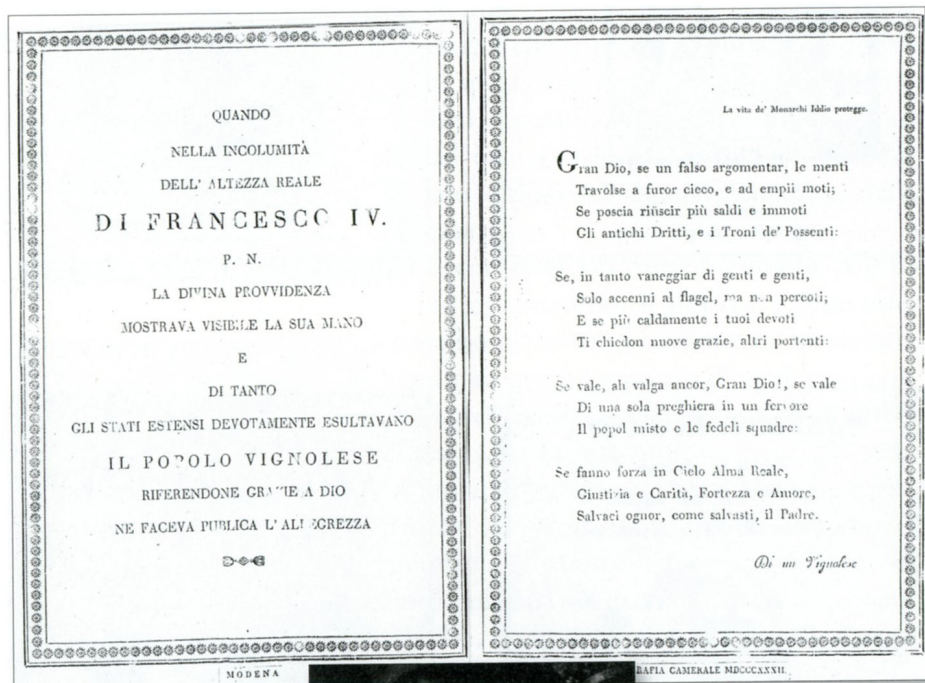 QUANDO
NELLA INCOLUMITÀ
DELL' ALTEZZA REALE
DI FRANCESCO IV.
P. N.
LA DIVINA PROVVIDENZA
MOSTRAVA VISIBILE LA SUA MANO
E
DI TANTO
GLI STATI ESTENSI DEVOTAMENTE ESULTAVANO
IL POPOLO VIGNOLESE
RIFERENDONE GRAZIE A DIO
NE FACEVA PUBLICA L' ALLEGREZZA
MODENA
La vita de' Monarchi Iddio protegge.
Gran Dio, se un falso argomentar, le menti
Travolse a furor cieco, e ad empii moti;
Se poscia riuscir più saldi e immoti
Gli antichi Dritti, e i Troni de' Possenti:
Se, in tanto vaneggiar di genti e genti,
Solo accenni al flagel, ma non percoti;
E se più caldamente i tuoi devoti
Ti chiedon nuove grazie, altri portenti:
Se vale, ah valga ancor, Gran Dio!, se vale
Di una sola preghiera in un fervore
Il popol misto e le fedeli squadre:
Se fanno forza in Cielo Alma Reale,
Giustizia e Carità, Fortezza e Amore,
Salvaci ognor, come salvasti, il Padre.
Di un Vignolese
RAFIA CAMERALE MDCCCXXXII.